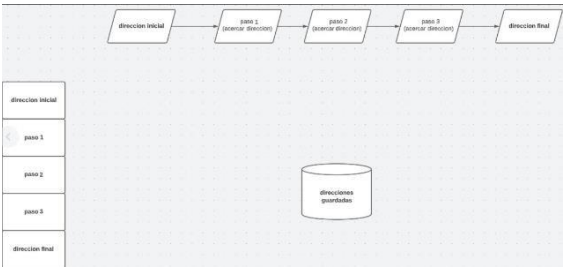 direccion inicial
paso 1
(acercar direccion)
paso 2
(acercar direccion)
paso 3
(acercar direccion)
direccion final
direccion inicial
paso 1
paso 2
paso 3
direccion final
direcciones
guardadas